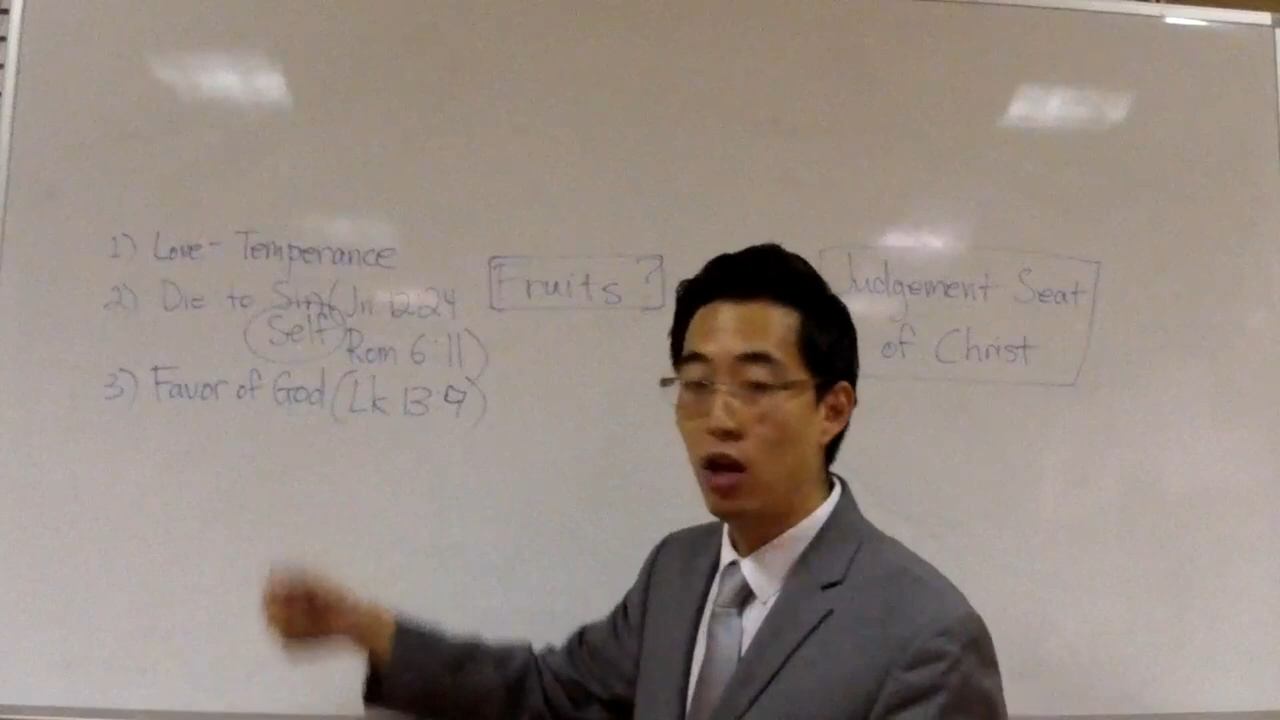 1) Love - Temperance
2) Die to Sin (Jn 12:24
Self Rom 6:11)
3) Favor of God (Lk 13:9)
Fruits ?
Judgement Seat
of Christ